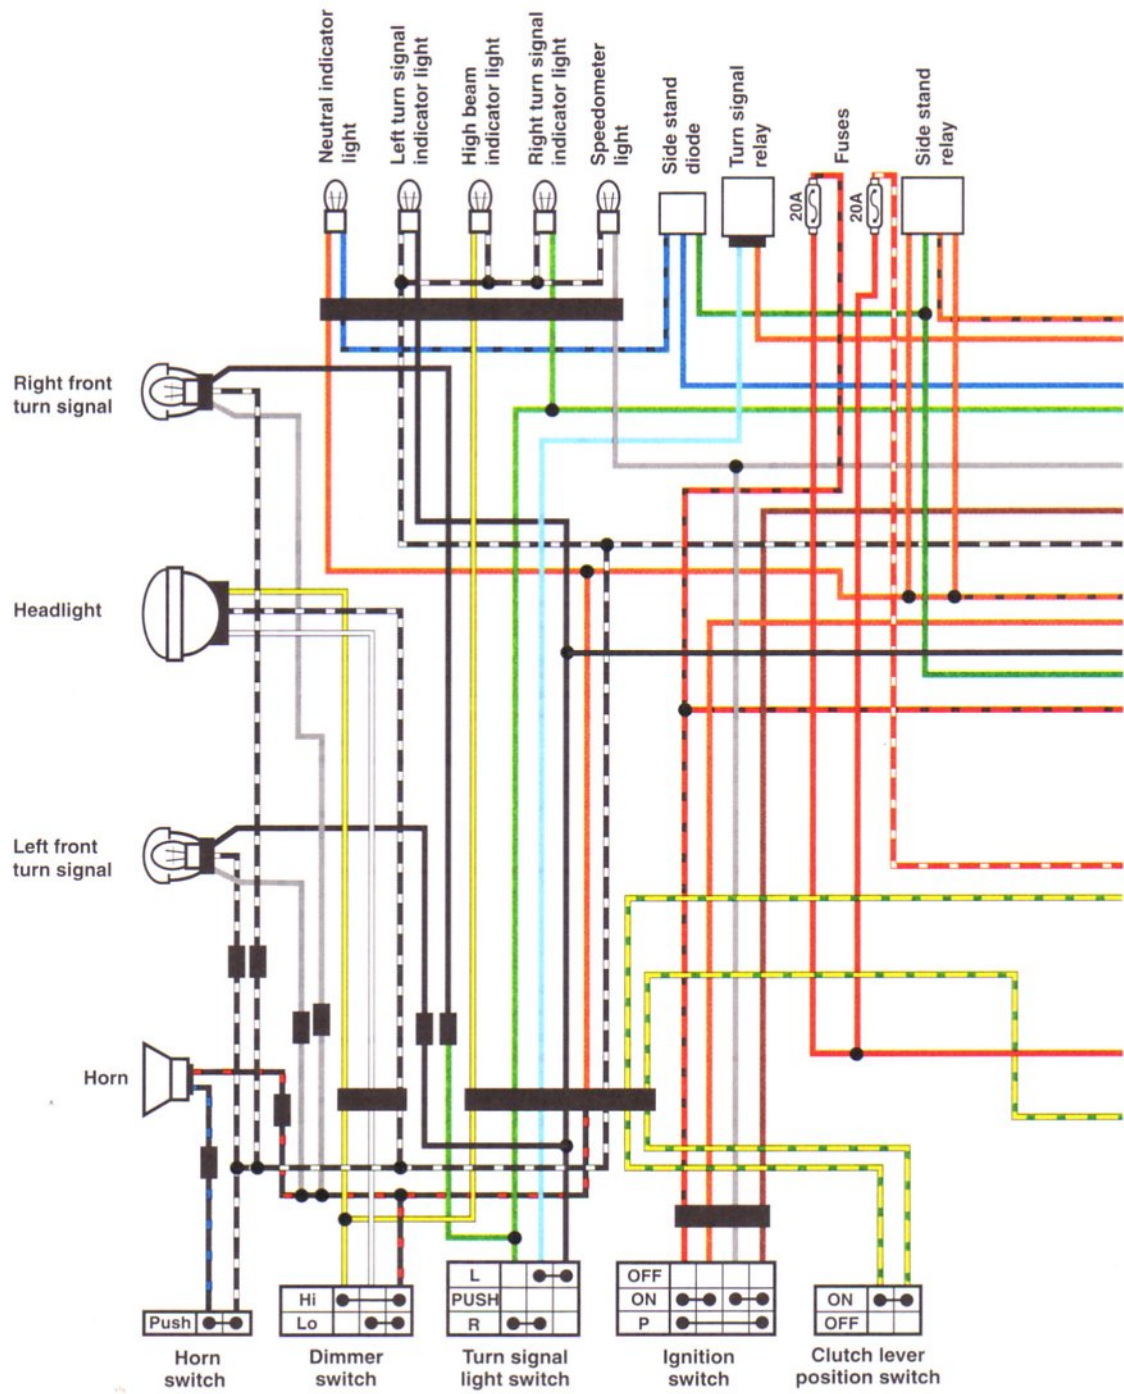 Neutral indicator
light
Left turn signal
indicator light
High beam
indicator light
Right turn signal
indicator light
Speedometer
light
Side stand
diode
Turn signal
relay
Fuses
Side stand
relay
20A
20A
Right front
turn signal
Headlight
Left front
turn signal
Horn
Push
Hi
Lo
L
PUSH
R
OFF
ON
P
ON
OFF
Horn
switch
Dimmer
switch
Turn signal
light switch
Ignition
switch
Clutch lever
position switch